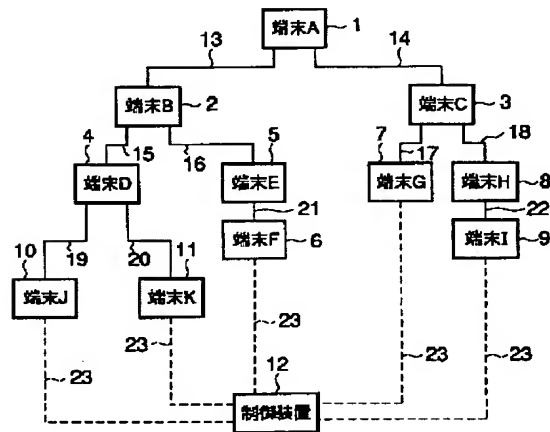 端末A 1
13 14
端末B 2
端末C 3
4 15 16 5
7 17 18
端末D
端末E
端末G
端末H 8
21 22
端末F 6
端末I 9
10 19 20 11
端末J
端末K
23 23 23 23 23
12
制御装置